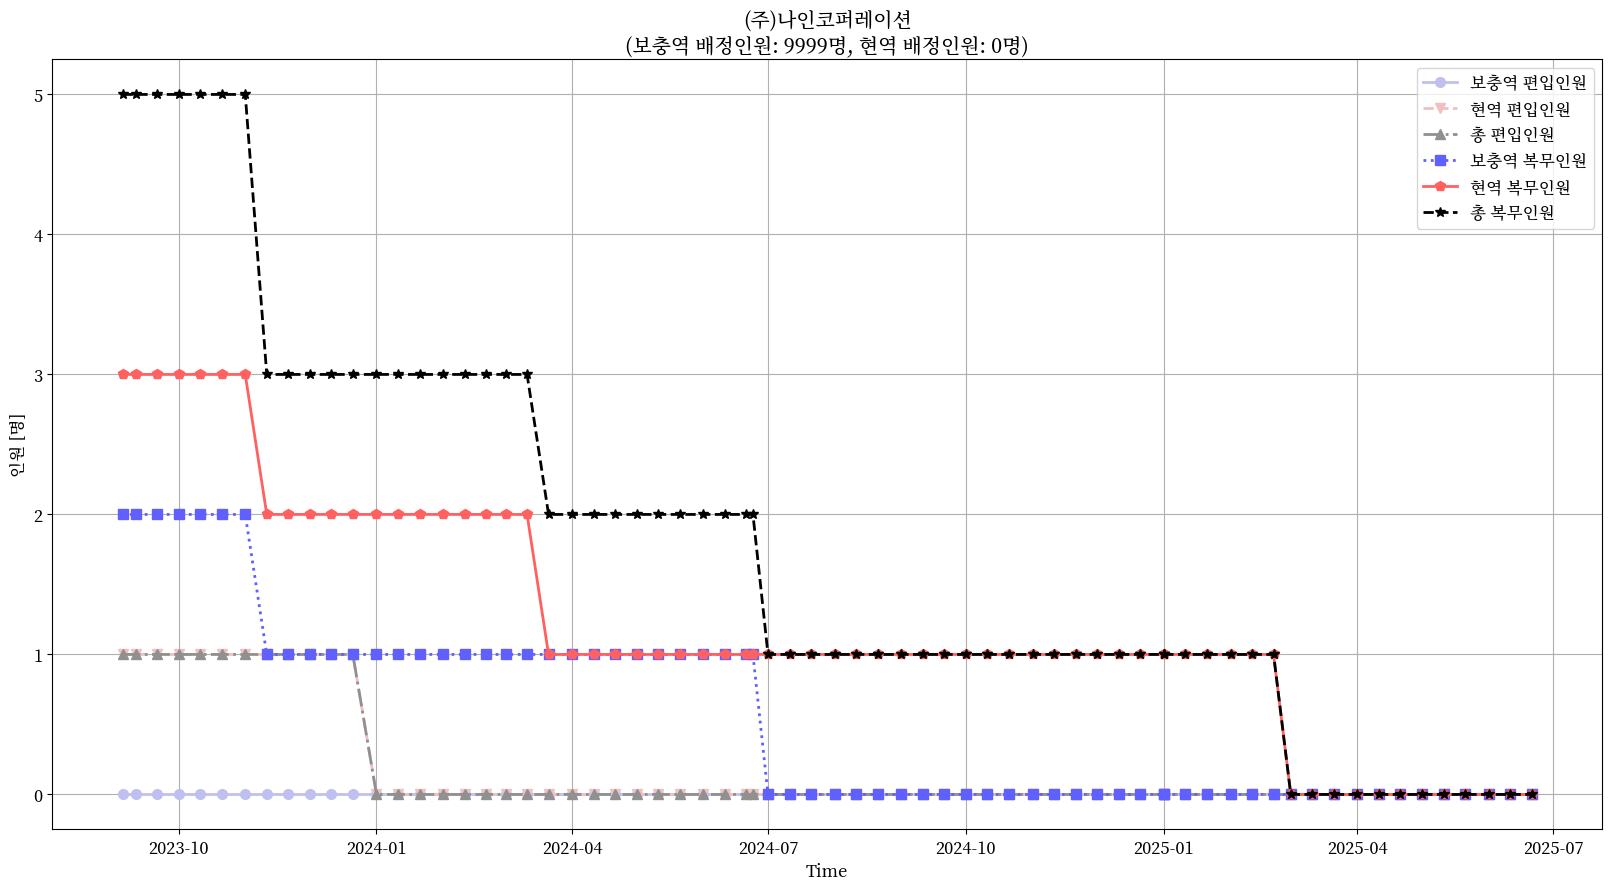 (주)나인코퍼레이션
(보충역 배정인원: 9999명, 현역 배정인원: 0명)
보충역 편입인원
현역 편입인원
총 편입인원
보충역 복무인원
현역 복무인원
총 복무인원
인원 [명]
5
4
3
2
1
0
2023-10
2024-01
2024-04
2024-07
2024-10
2025-01
2025-04
2025-07
Time